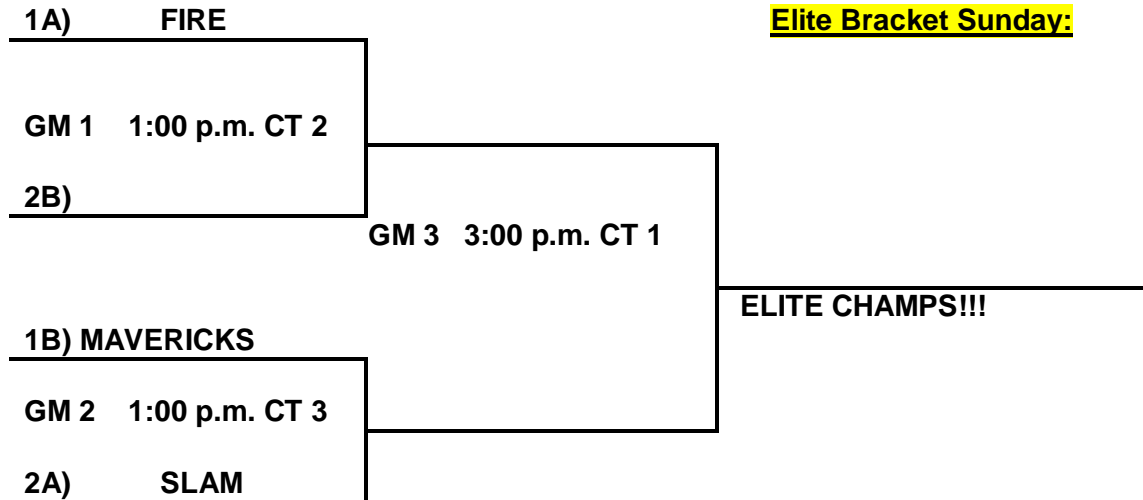 1A) FIRE
Elite Bracket Sunday:
GM 1 1:00 p.m. CT 2
2B)
GM 3 3:00 p.m. CT 1
ELITE CHAMPS!!!
1B) MAVERICKS
GM 2 1:00 p.m. CT 3
2A) SLAM